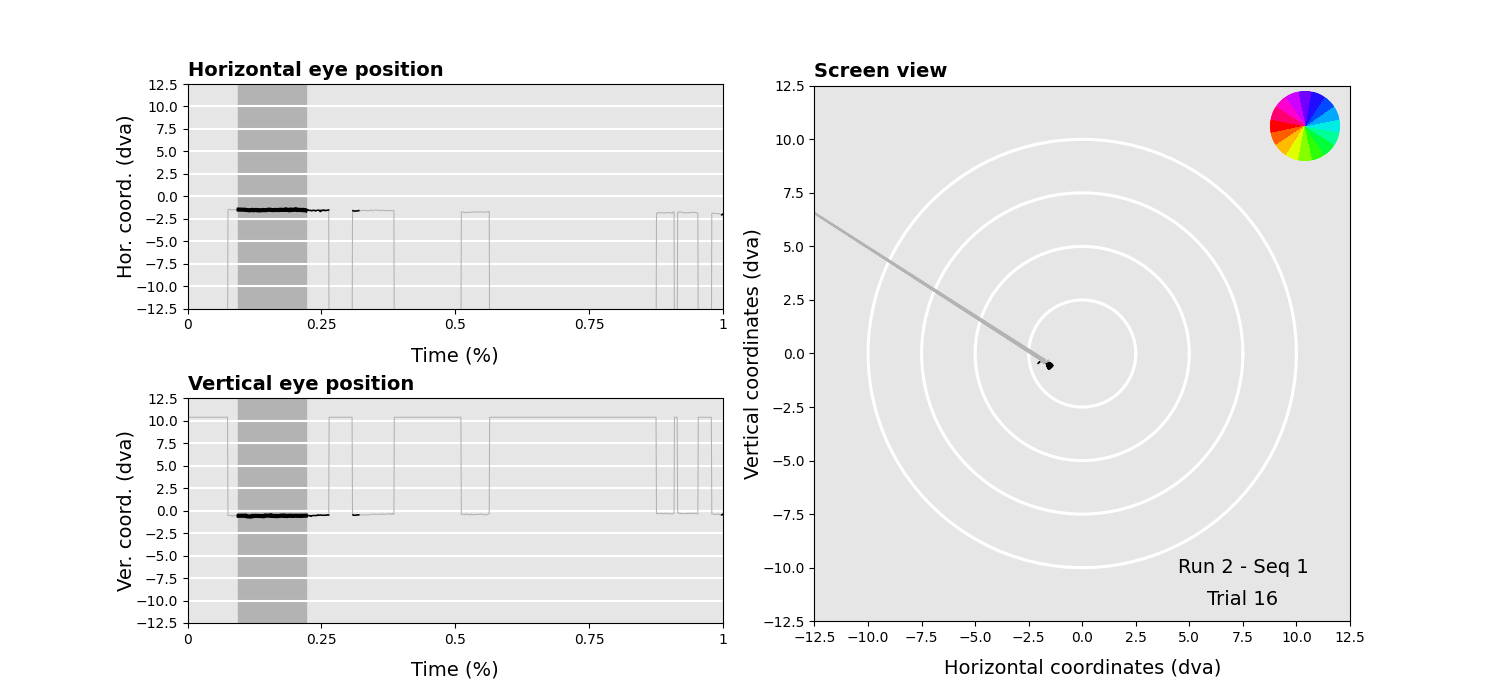 Horizontal eye position
Hor. coord. (dva)
12.5
10.0
7.5
5.0
2.5
0.0
−2.5
−5.0
−7.5
−10.0
−12.5
0 0.25 0.5 0.75 1
Time (%)
Vertical eye position
Ver. coord. (dva)
12.5
10.0
7.5
5.0
2.5
0.0
−2.5
−5.0
−7.5
−10.0
−12.5
0 0.25 0.5 0.75 1
Time (%)
Screen view
Vertical coordinates (dva)
12.5
10.0
7.5
5.0
2.5
0.0
−2.5
−5.0
−7.5
−10.0
−12.5
Run 2 - Seq 1
Trial 16
−12.5 −10.0 −7.5 −5.0 −2.5 0.0 2.5 5.0 7.5 10.0 12.5
Horizontal coordinates (dva)